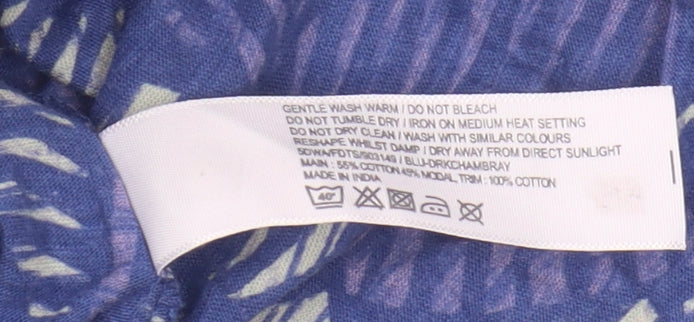 GENTLE WASH WARM / DO NOT BLEACH
DO NOT TUMBLE DRY / IRON ON MEDIUM HEAT SETTING
DO NOT DRY CLEAN / WASH WITH SIMILAR COLOURS
RESHAPE WHILST DAMP / DRY AWAY FROM DIRECT SUNLIGHT
/ BLU-DRKCHAMBRAY
MAIN : 55% COTTON 45% MODAL TRIM : 100% COTTON
MADE IN INDIA
40°